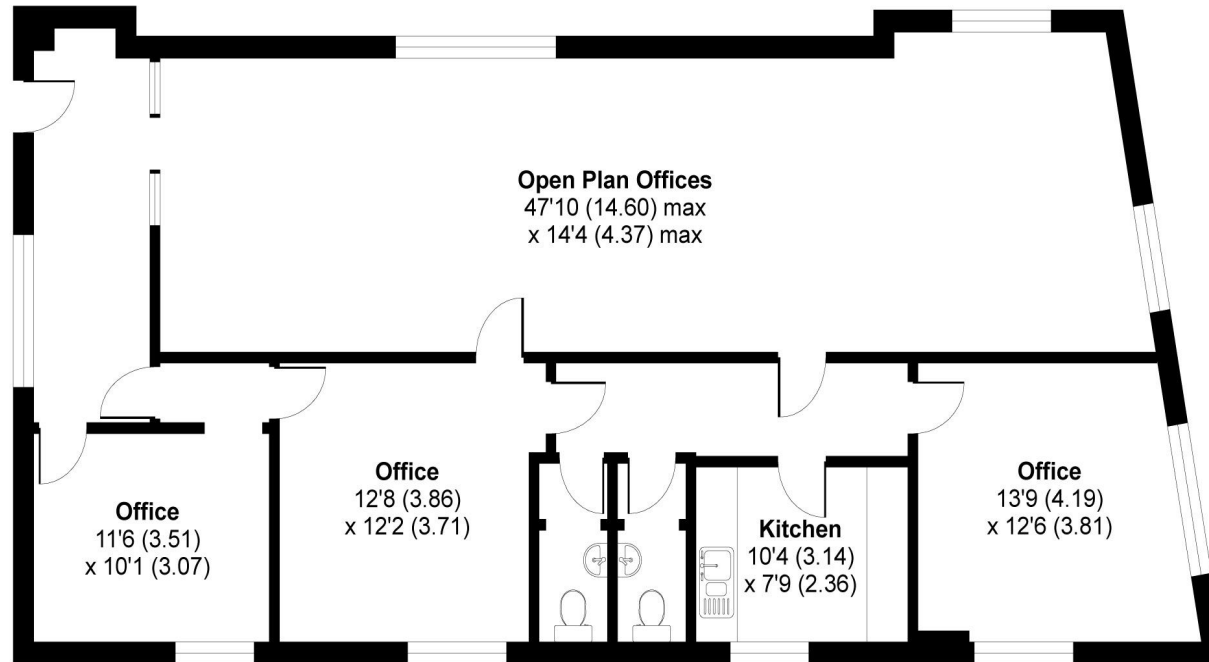 Open Plan Offices
47'10 (14.60) max
x 14'4 (4.37) max
Office
11'6 (3.51)
x 10'1 (3.07)
Office
12'8 (3.86)
x 12'2 (3.71)
Kitchen
10'4 (3.14)
x 7'9 (2.36)
Office
13'9 (4.19)
x 12'6 (3.81)